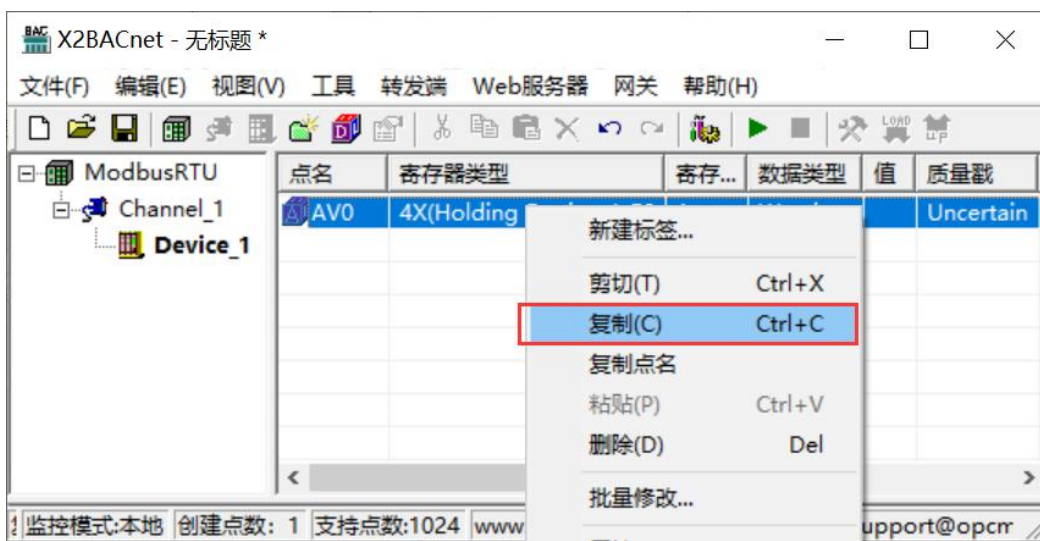 BAC X2BACnet - 无标题 *
文件(F) 编辑(E) 视图(V) 工具 转发端 Web服务器 网关 帮助(H)
LOAD UP
ModbusRTU
Channel_1
Device_1
点名 寄存器类型 寄存... 数据类型 值 质量戳
AV0 4X(Holding Uncertain
新建标签...
剪切(T) Ctrl+X
复制(C) Ctrl+C
复制点名
粘贴(P) Ctrl+V
删除(D) Del
批量修改...
监控模式:本地 创建点数: 1 支持点数:1024 www upport@opcm